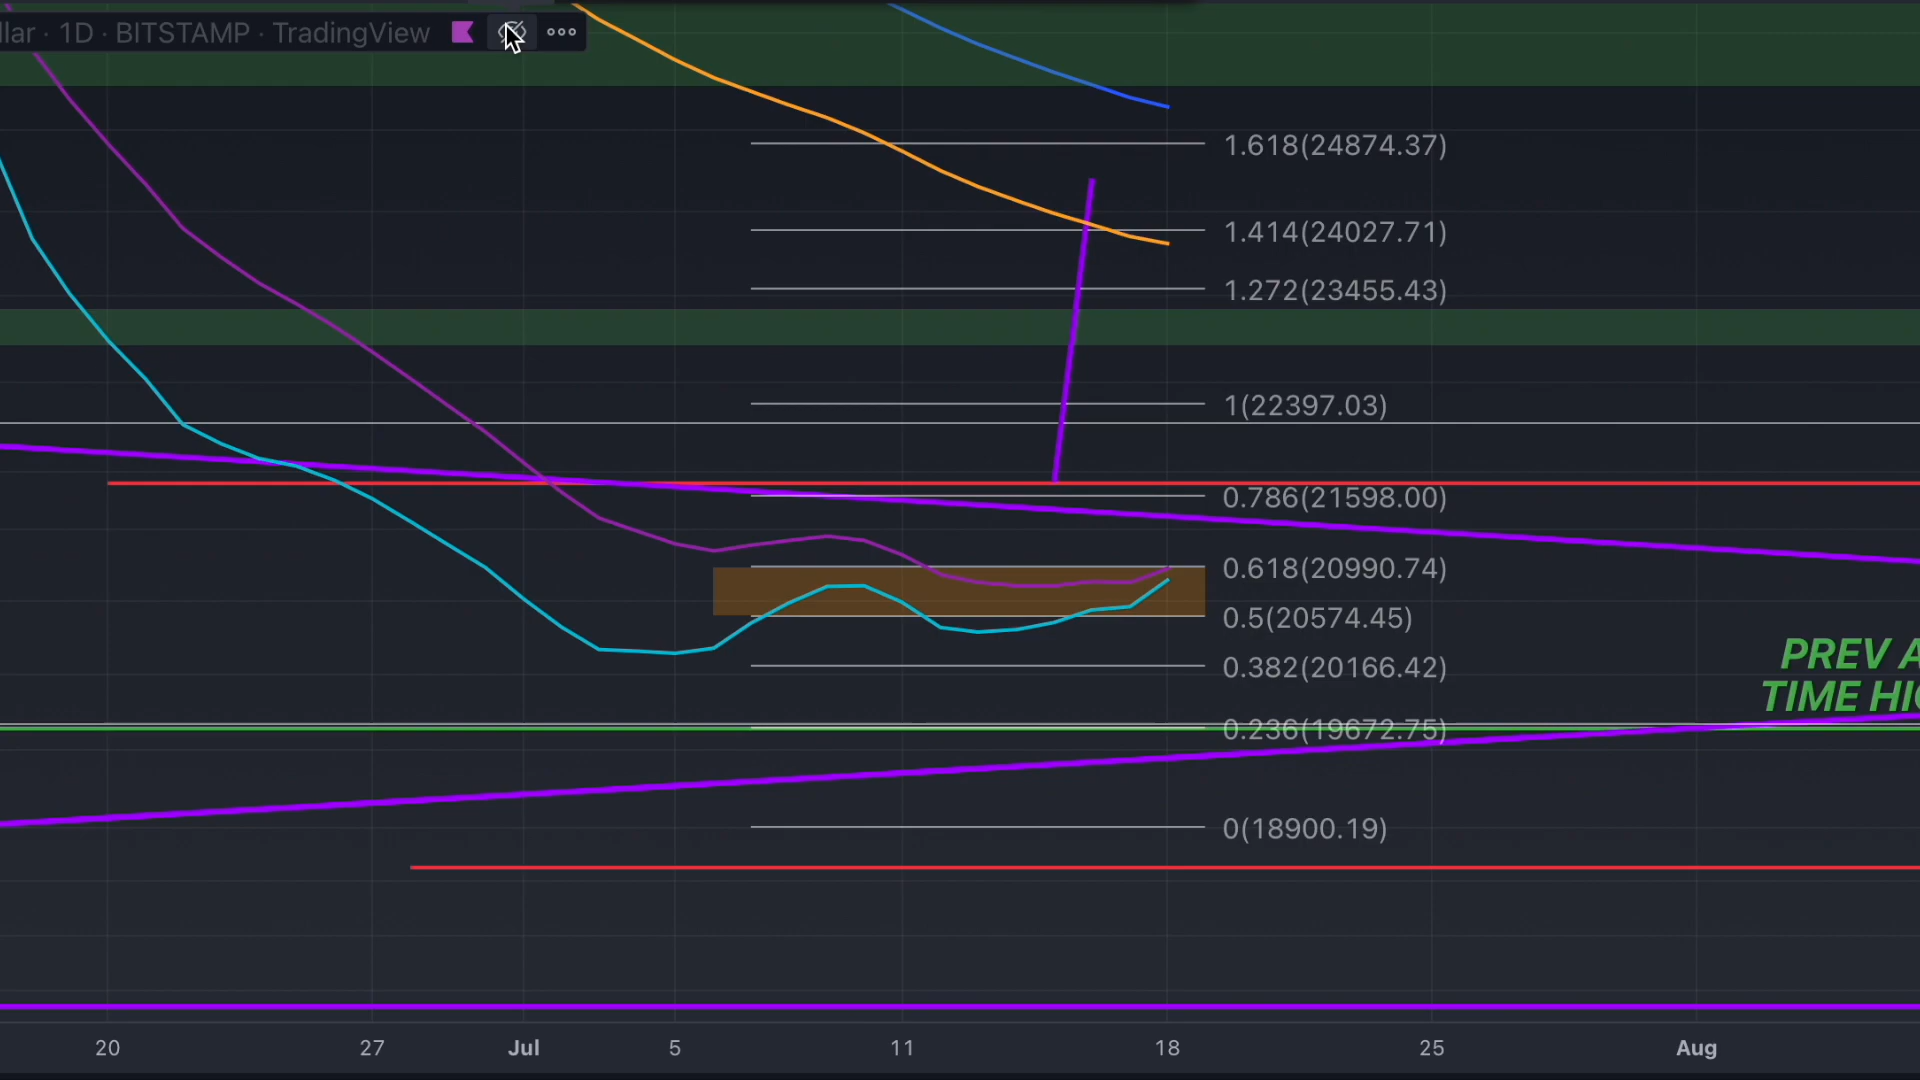 llar · 1D · BITSTAMP · TradingView
1.618(24874.37)
1.414(24027.71)
1.272(23455.43)
1(22397.03)
0.786(21598.00)
0.618(20990.74)
0.5(20574.45)
0.382(20166.42)
PREV A
TIME HIG
0.236(19672.75)
0(18900.19)
20 27 Jul 5 11 18 25 Aug